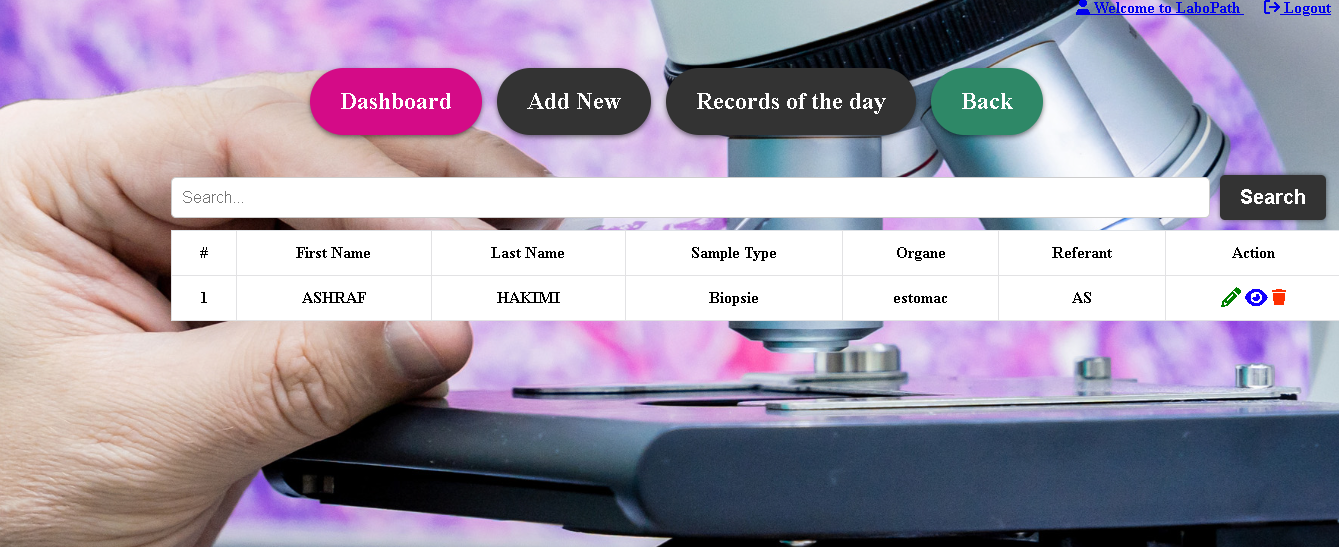 Welcome to LaboPath Logout
Dashboard Add New Records of the day Back
Search... Search
# First Name Last Name Sample Type Organe Referant Action
1 ASHRAF HAKIMI Biopsie estomac AS